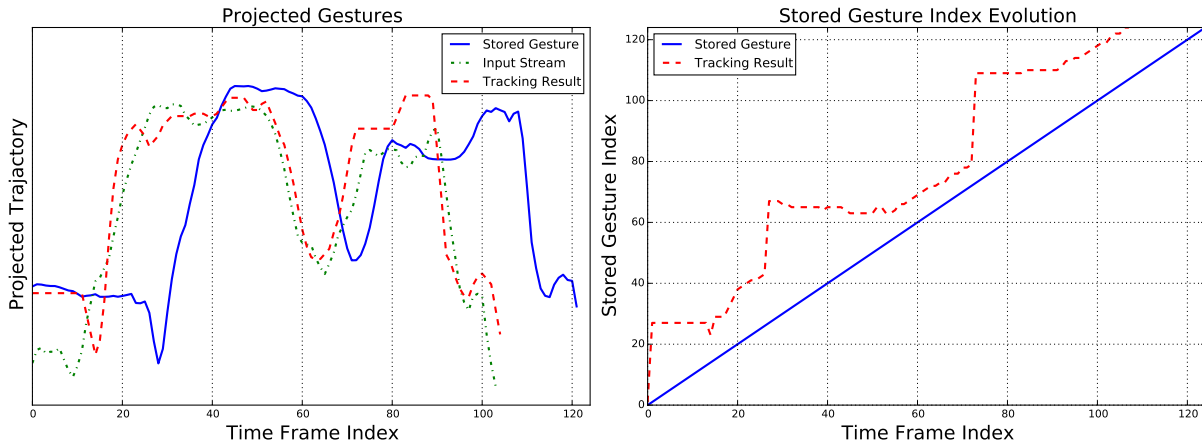 Projected Gestures
Stored Gesture
Input Stream
Tracking Result
Projected Trajactory
0 20 40 60 80 100 120
Time Frame Index
Stored Gesture Index Evolution
Stored Gesture
Tracking Result
Stored Gesture Index
120
100
80
60
40
20
0
0 20 40 60 80 100 120
Time Frame Index